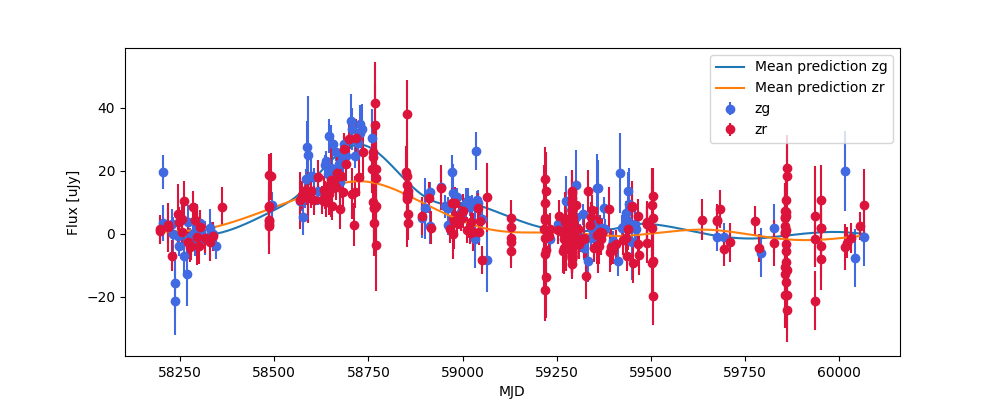 Mean prediction zg
Mean prediction zr
zg
zr
Flux [uJy]
40
20
0
−20
58250 58500 58750 59000 59250 59500 59750 60000
MJD